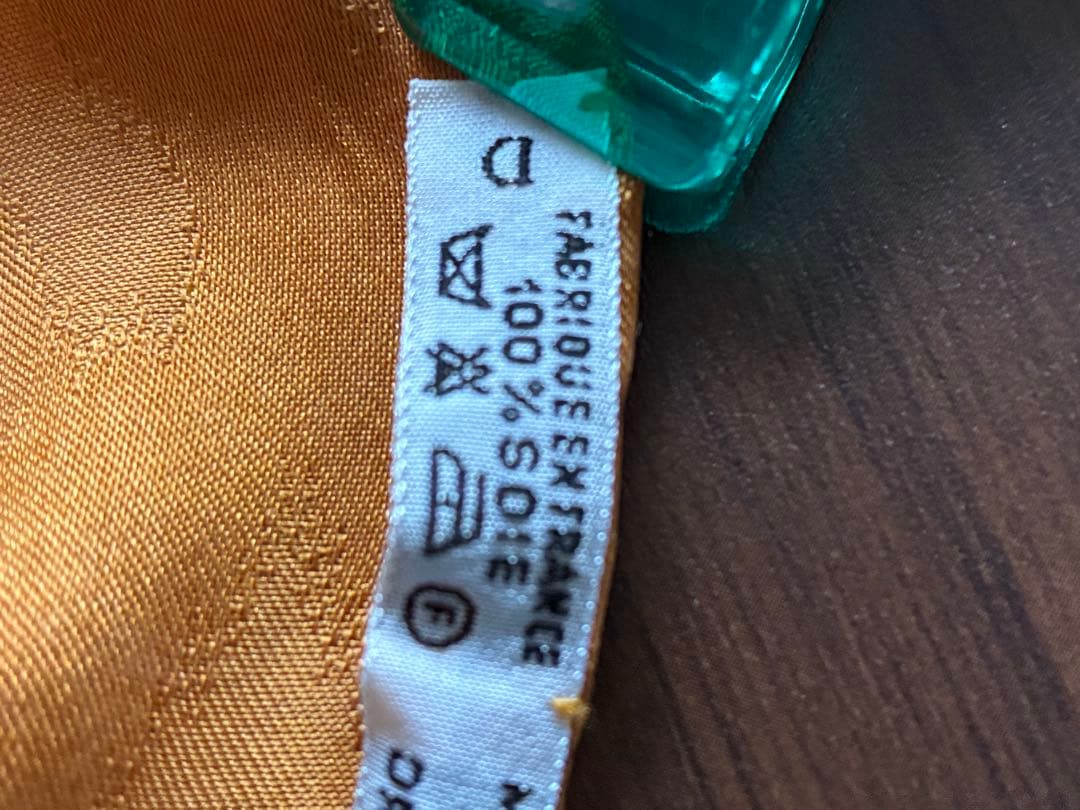 FABRIQUE EN FRANCE
100 % SOIE
D
F